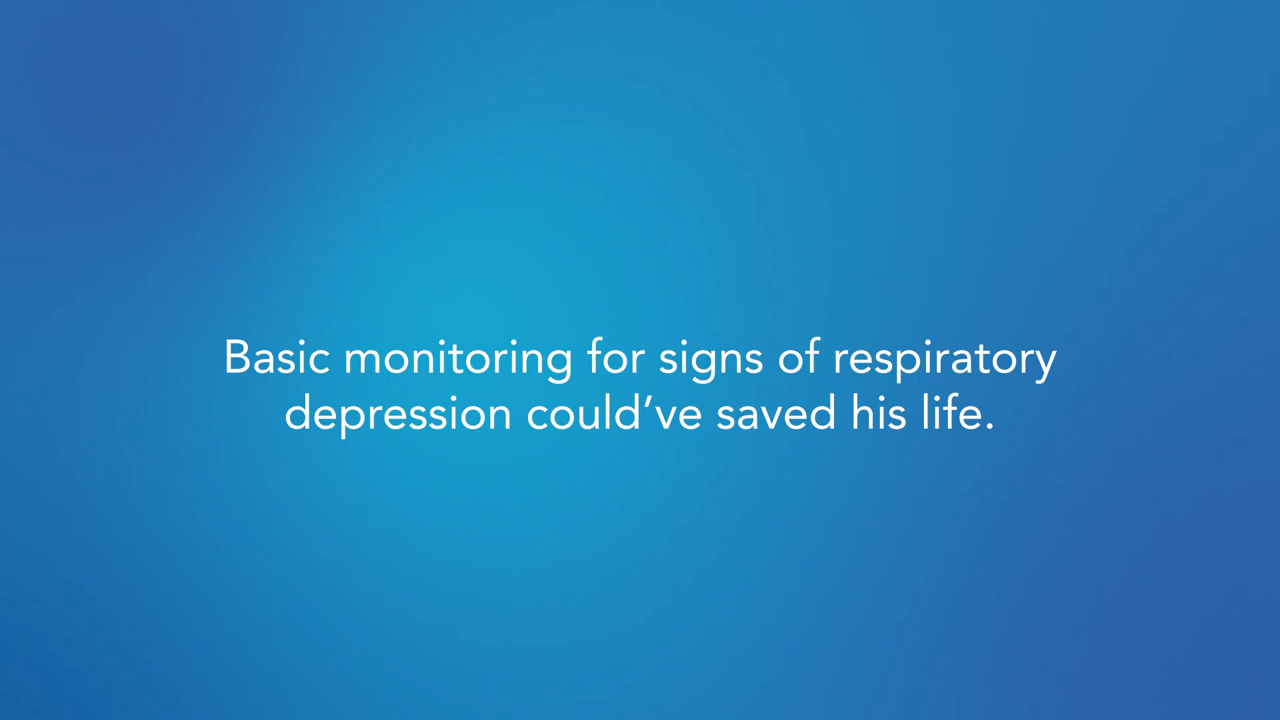 Basic monitoring for signs of respiratory
depression could’ve saved his life.